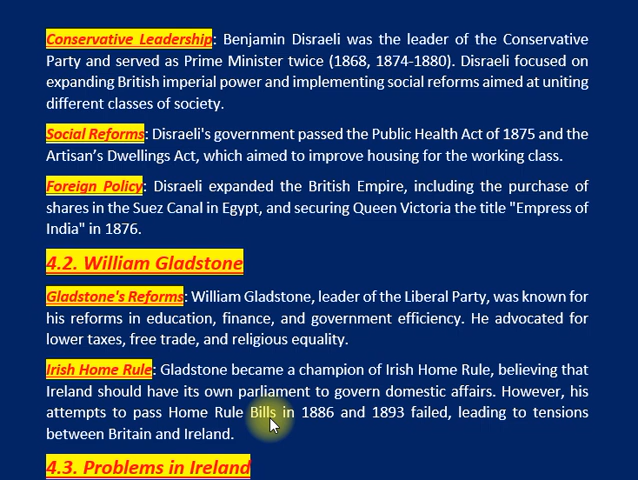 Conservative Leadership: Benjamin Disraeli was the leader of the Conservative
Party and served as Prime Minister twice (1868, 1874-1880). Disraeli focused on
expanding British imperial power and implementing social reforms aimed at uniting
different classes of society.
Social Reforms: Disraeli's government passed the Public Health Act of 1875 and the
Artisan’s Dwellings Act, which aimed to improve housing for the working class.
Foreign Policy: Disraeli expanded the British Empire, including the purchase of
shares in the Suez Canal in Egypt, and securing Queen Victoria the title "Empress of
India" in 1876.
4.2. William Gladstone
Gladstone's Reforms: William Gladstone, leader of the Liberal Party, was known for
his reforms in education, finance, and government efficiency. He advocated for
lower taxes, free trade, and religious equality.
Irish Home Rule: Gladstone became a champion of Irish Home Rule, believing that
Ireland should have its own parliament to govern domestic affairs. However, his
attempts to pass Home Rule Bills in 1886 and 1893 failed, leading to tensions
between Britain and Ireland.
4.3. Problems in Ireland